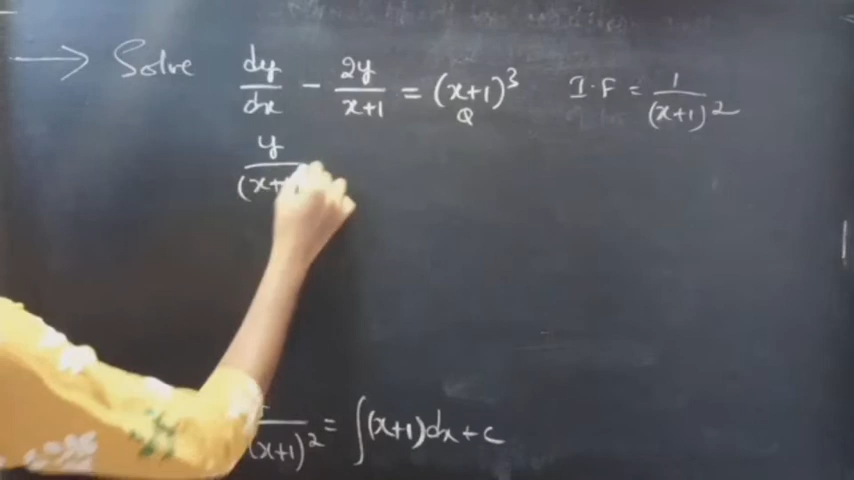 → Solve dy/dx - 2y/x+1 = (x+1)^3 I.F = 1/(x+1)^2
Q
y/(x+
(x+1)^2 = ∫(x+1)dx+c